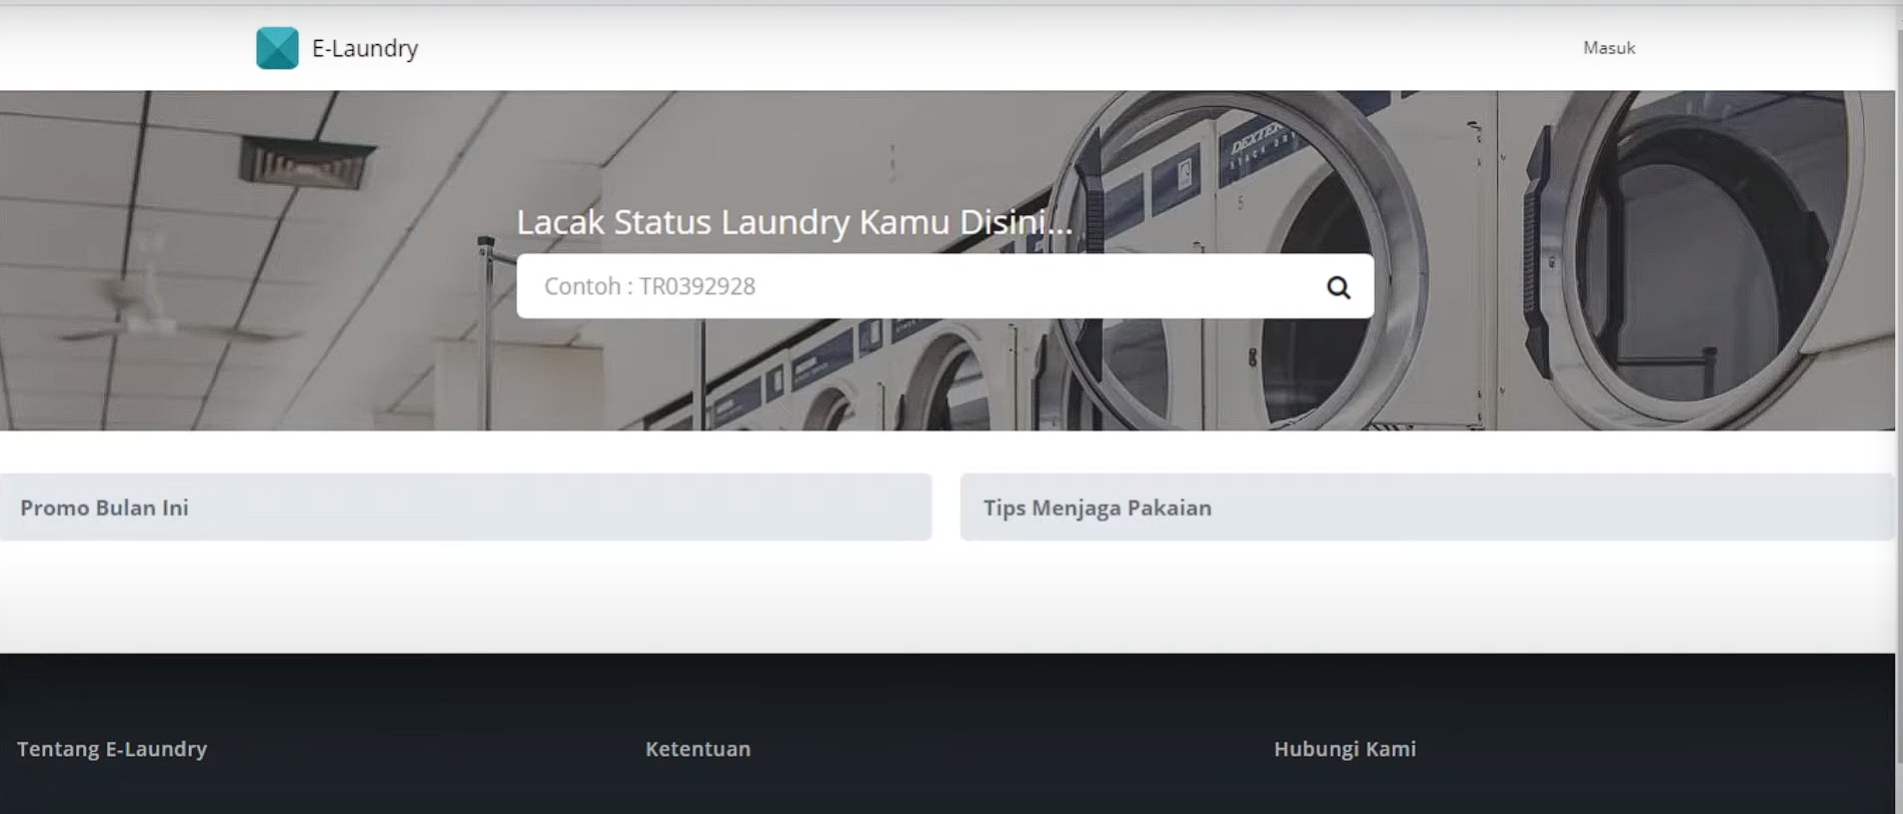 E-Laundry
Masuk
DEXTER
Lacak Status Laundry Kamu Disini...
Contoh : TR0392928
Promo Bulan Ini
Tips Menjaga Pakaian
Tentang E-Laundry
Ketentuan
Hubungi Kami